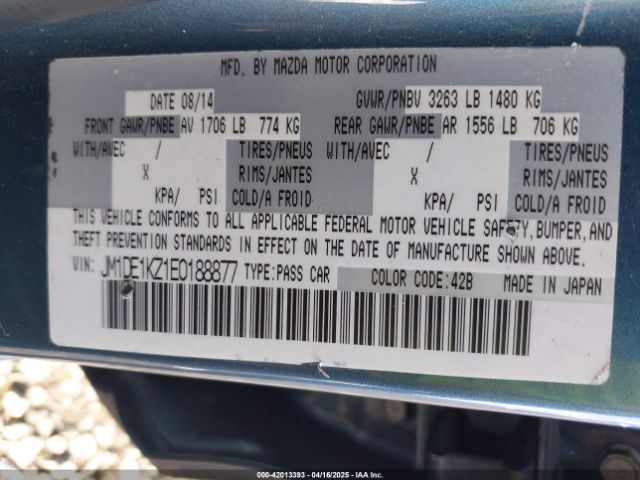 MFD. BY MAZDA MOTOR CORPORATION
DATE 08/14 GVWR/PNBV 3263 LB 1480 KG
FRONT GAWR/PNBE AV 1706 LB 774 KG REAR GAWR/PNBE AR 1556 LB 706 KG
WITH/AVEC / TIRES/PNEUS WITH/AVEC / TIRES/PNEUS
X RIMS/JANTES X RIMS/JANTES
KPA/ PSI COLD/A FROID KPA/ PSI COLD/A FROID
THIS VEHICLE CONFORMS TO ALL APPLICABLE FEDERAL MOTOR VEHICLE SAFETY,BUMPER,AND
THEFT PREVENTION STANDARDS IN EFFECT ON THE DATE OF MANUFACTURE SHOWN ABOVE.
VIN: JM1DE1KZ1E0188877 TYPE:PASS CAR COLOR CODE:42B MADE IN JAPAN
000-42013393 - 04/16/2025 - IAAI.COM